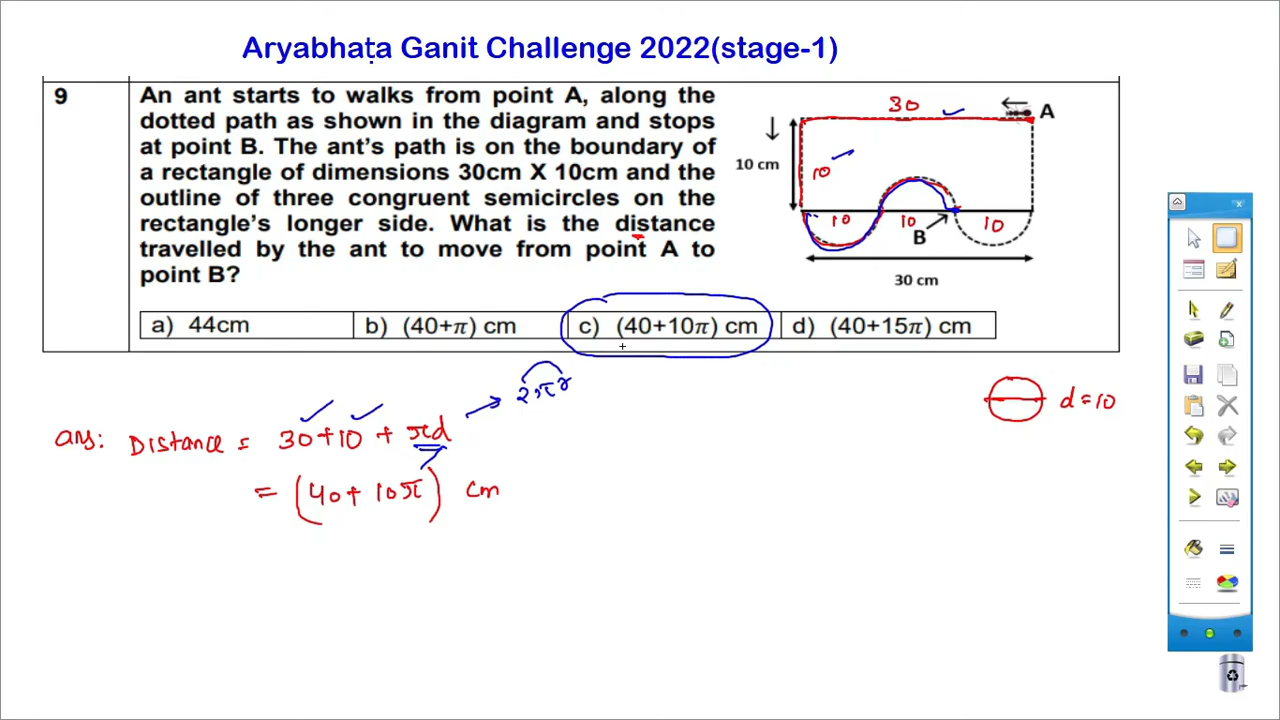 Aryabhaṭa Ganit Challenge 2022(stage-1)
9
An ant starts to walks from point A, along the
dotted path as shown in the diagram and stops
at point B. The ant's path is on the boundary of
a rectangle of dimensions 30cm X 10cm and the
outline of three congruent semicircles on the
rectangle's longer side. What is the distance
travelled by the ant to move from point A to
point B?
30
A
10 cm
10
10
10
10
B
30 cm
a) 44cm
b) (40+π) cm
c) (40+10π) cm
d) (40+15π) cm
2πr
d=10
ans: Distance = 30+10 + πd
= (40+10π) cm